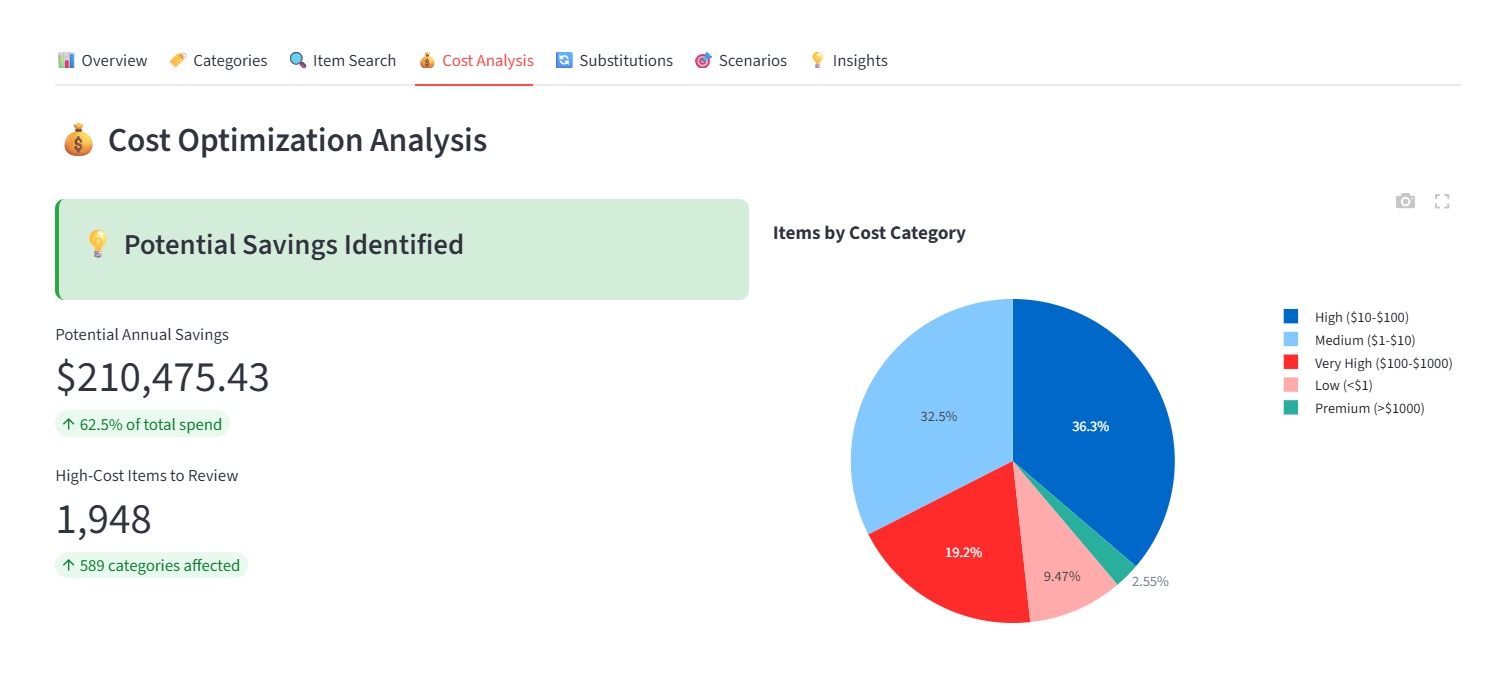 Overview Categories Item Search Cost Analysis Substitutions Scenarios Insights
Cost Optimization Analysis
Potential Savings Identified
Potential Annual Savings
$210,475.43
↑ 62.5% of total spend
High-Cost Items to Review
1,948
↑ 589 categories affected
Items by Cost Category
36.3%
32.5%
19.2%
9.47%
2.55%
High ($10-$100)
Medium ($1-$10)
Very High ($100-$1000)
Low (<$1)
Premium (>$1000)